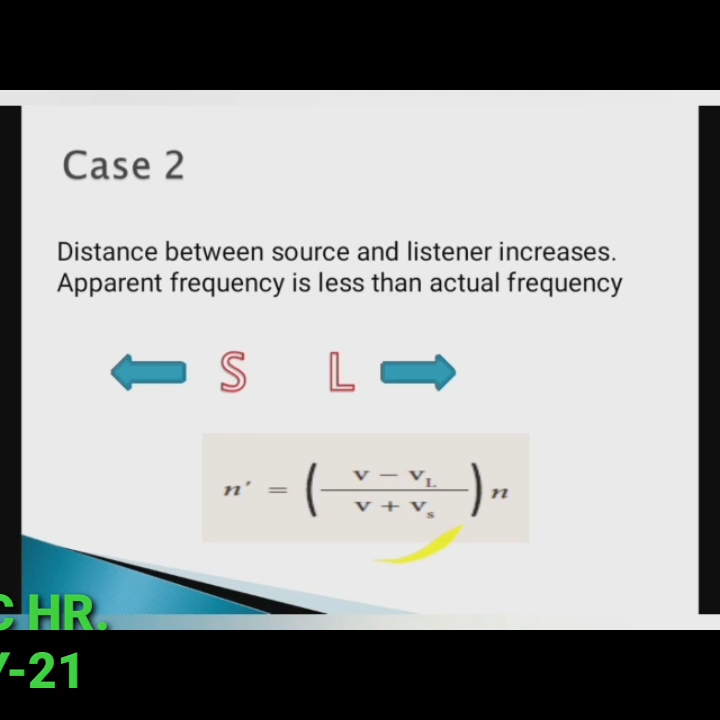 Case 2
Distance between source and listener increases.
Apparent frequency is less than actual frequency
S L
n' = ( v - v_L / v + v_s ) n
C HR.
Y-21